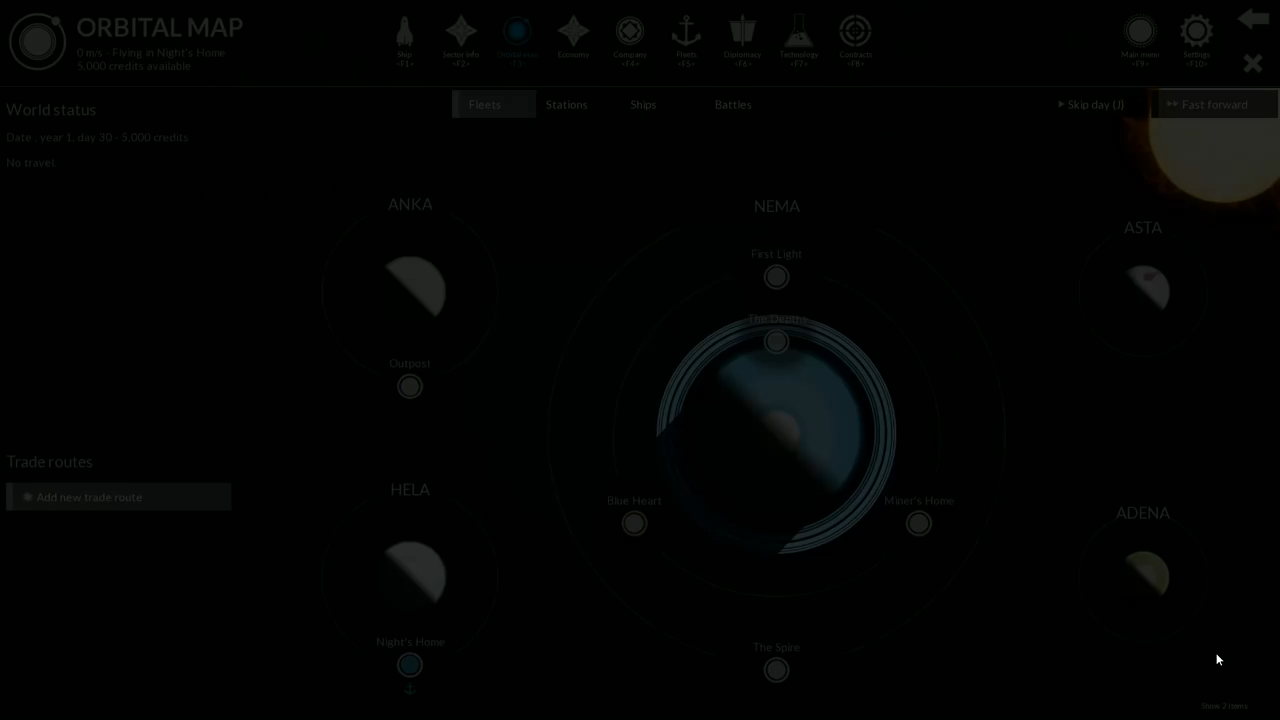 ORBITAL MAP
0 m/s - Flying in Night's Home
5,000 credits available
Ship
<F1>
Sector info
<F2>
Orbital map
<F3>
Economy
Company
<F4>
Fleets
<F5>
Diplomacy
<F6>
Technology
<F7>
Contracts
<F8>
Main menu
<F9>
Settings
<F10>
Fleets
Stations
Ships
Battles
Skip day (J)
Fast forward
World status
Date : year 1, day 30 - 5,000 credits
No travel.
ANKA
Outpost
NEMA
First Light
The Depths
Blue Heart
Miner's Home
The Spire
ASTA
Trade routes
Add new trade route
HELA
Night's Home
ADENA
Show 2 items